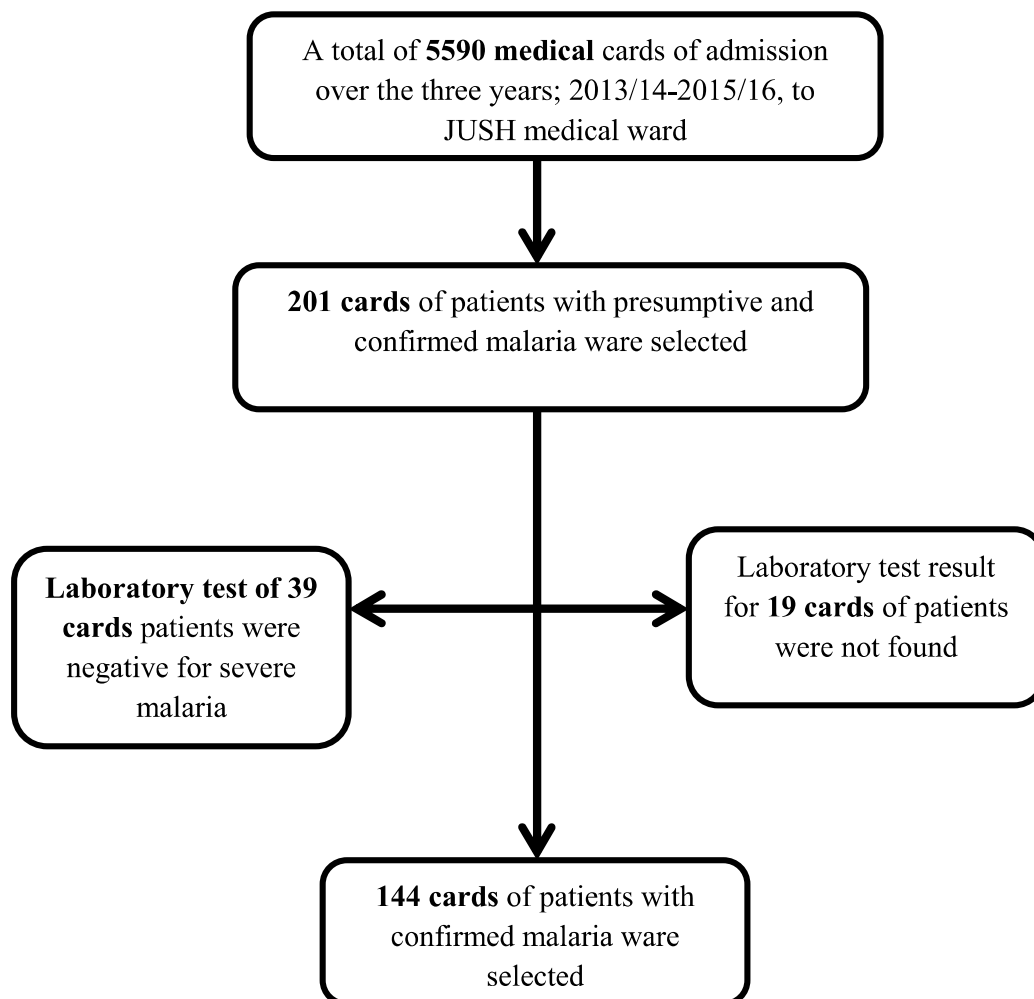 A total of 5590 medical cards of admission
over the three years; 2013/14-2015/16, to
JUSH medical ward
201 cards of patients with presumptive and
confirmed malaria ware selected
Laboratory test of 39
cards patients were
negative for severe
malaria
Laboratory test result
for 19 cards of patients
were not found
144 cards of patients with
confirmed malaria ware
selected